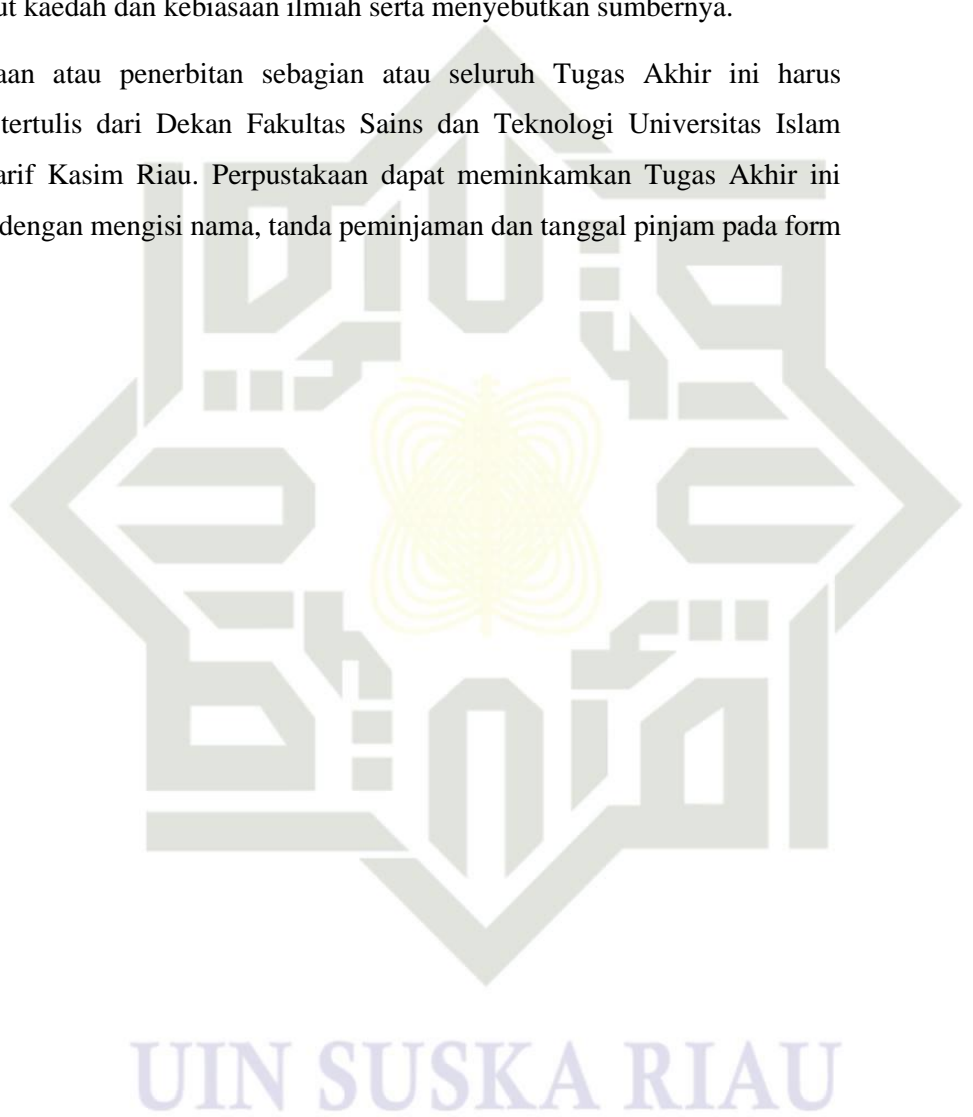 ut kaedah dan kebiasaan ilmiah serta menyebutkan sumbernya.
aan atau penerbitan sebagian atau seluruh Tugas Akhir ini harus
tertulis dari Dekan Fakultas Sains dan Teknologi Universitas Islam
arif Kasim Riau. Perpustakaan dapat meminkamkan Tugas Akhir ini
dengan mengisi nama, tanda peminjaman dan tanggal pinjam pada form
UIN SUSKA RIAU